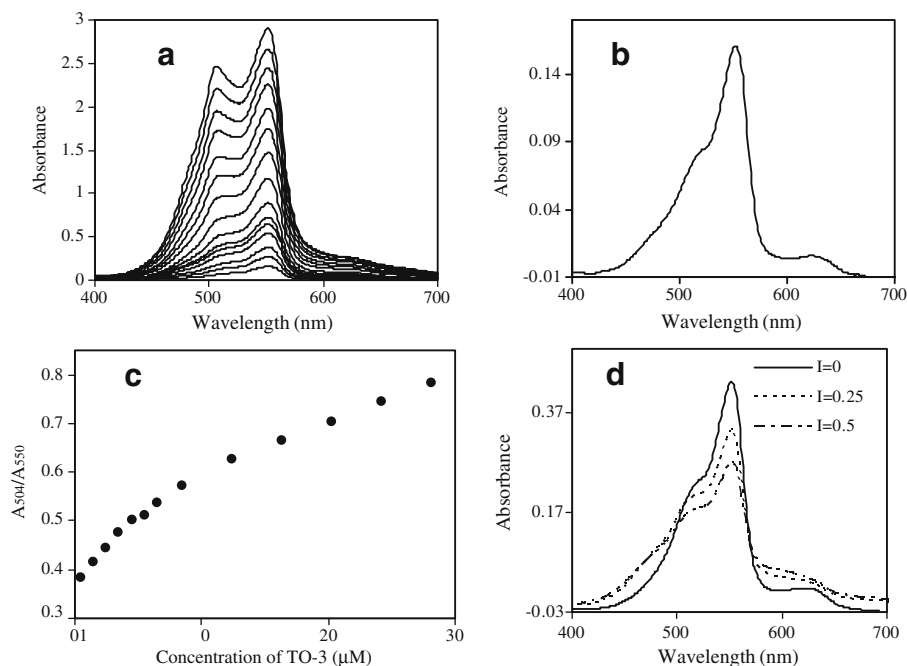 a
3
2.5
2
1.5
1
0.5
0
Absorbance
400 500 600 700
Wavelength (nm)
b
0.14
0.09
0.04
-0.01
Absorbance
400 500 600 700
Wavelength (nm)
c
0.8
0.7
0.6
0.5
0.4
0.3
A504/A550
01 0 20 30
Concentration of TO-3 (μM)
d
I=0
I=0.25
I=0.5
0.37
0.17
-0.03
Absorbance
400 500 600 700
Wavelength (nm)